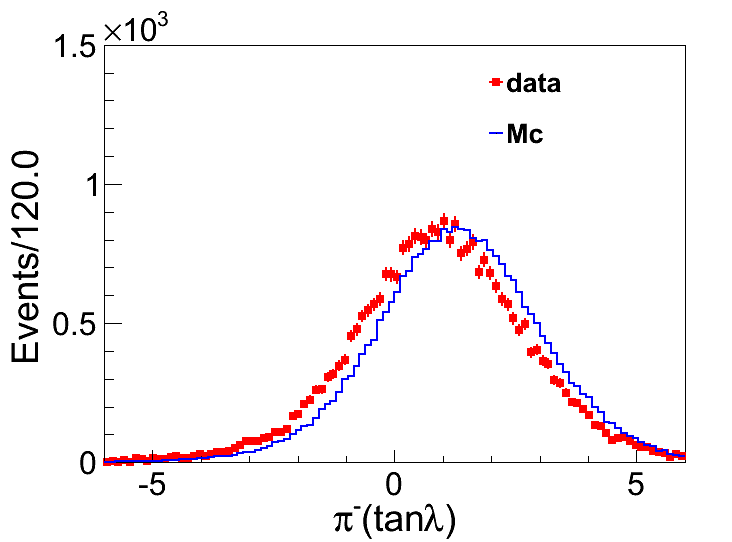 ×10³
1.5
data
Mc
1
0.5
0
Events/120.0
-5 0 5
π⁻(tanλ)